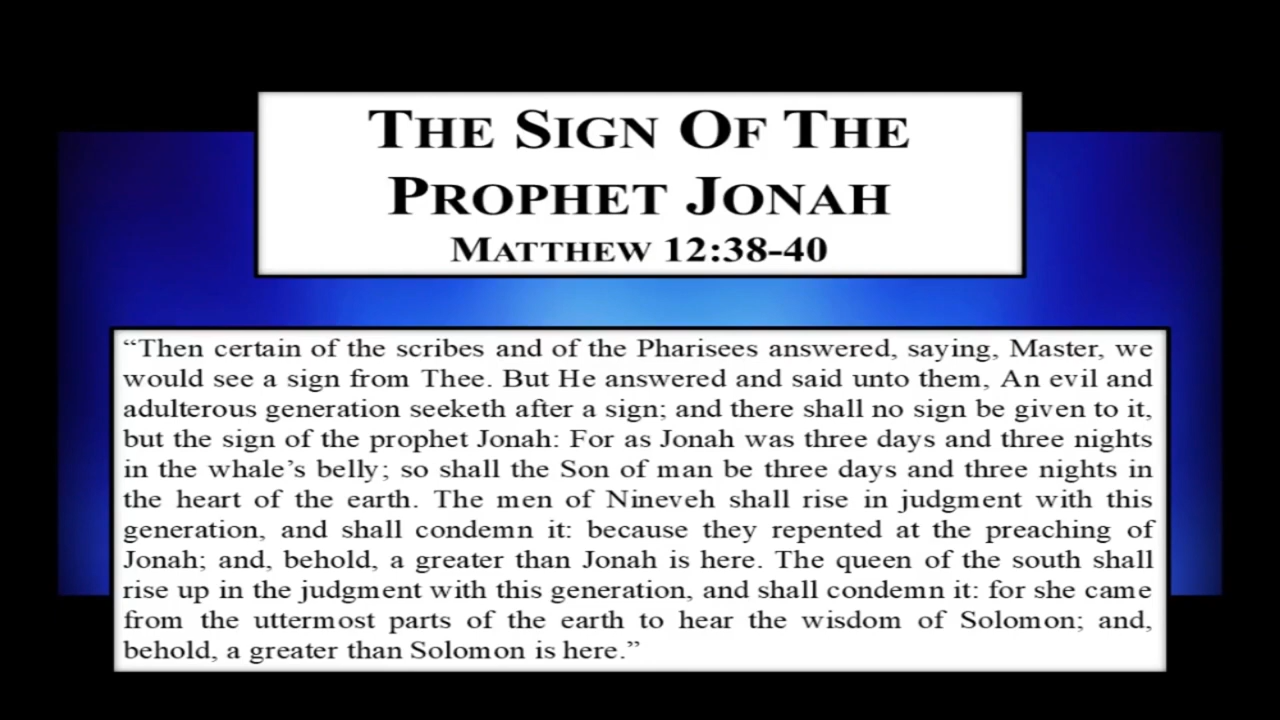 The Sign Of The
Prophet Jonah
Matthew 12:38-40
“Then certain of the scribes and of the Pharisees answered, saying, Master, we
would see a sign from Thee. But He answered and said unto them, An evil and
adulterous generation seeketh after a sign; and there shall no sign be given to it,
but the sign of the prophet Jonah: For as Jonah was three days and three nights
in the whale’s belly; so shall the Son of man be three days and three nights in
the heart of the earth. The men of Nineveh shall rise in judgment with this
generation, and shall condemn it: because they repented at the preaching of
Jonah; and, behold, a greater than Jonah is here. The queen of the south shall
rise up in the judgment with this generation, and shall condemn it: for she came
from the uttermost parts of the earth to hear the wisdom of Solomon; and,
behold, a greater than Solomon is here.”